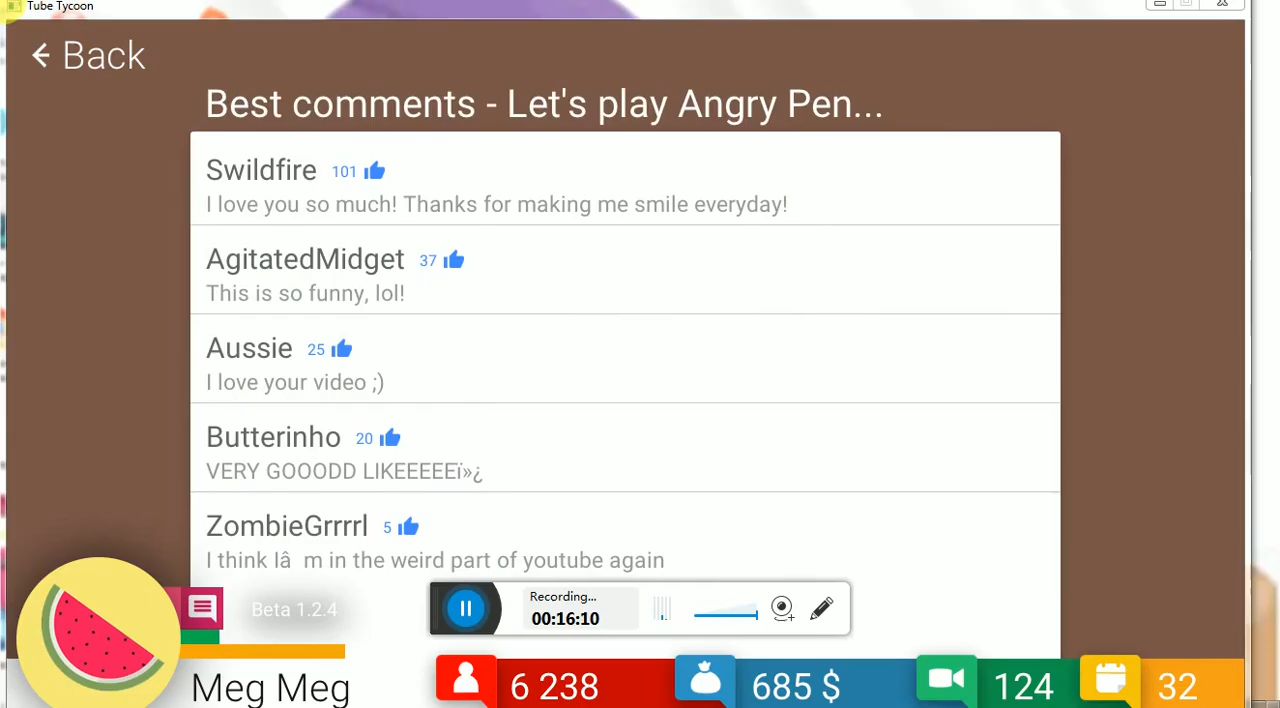 Tube Tycoon
Back
Best comments - Let's play Angry Pen...
Swildfire 101
I love you so much! Thanks for making me smile everyday!
AgitatedMidget 37
This is so funny, lol!
Aussie 25
I love your video ;)
Butterinho 20
VERY GOOODD LIKEEEEEï»¿
ZombieGrrrrl 5
I think Iâ m in the weird part of youtube again
Beta 1.2.4
Recording...
00:16:10
Meg Meg
6 238
685 $
124
32